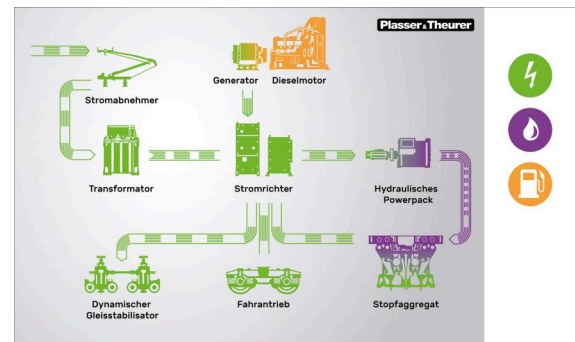 Plasser & Theurer
Stromabnehmer
Generator
Dieselmotor
Transformator
Stromrichter
Hydraulisches
Powerpack
Dynamischer
Gleisstabilisator
Fahrantrieb
Stopfaggregat